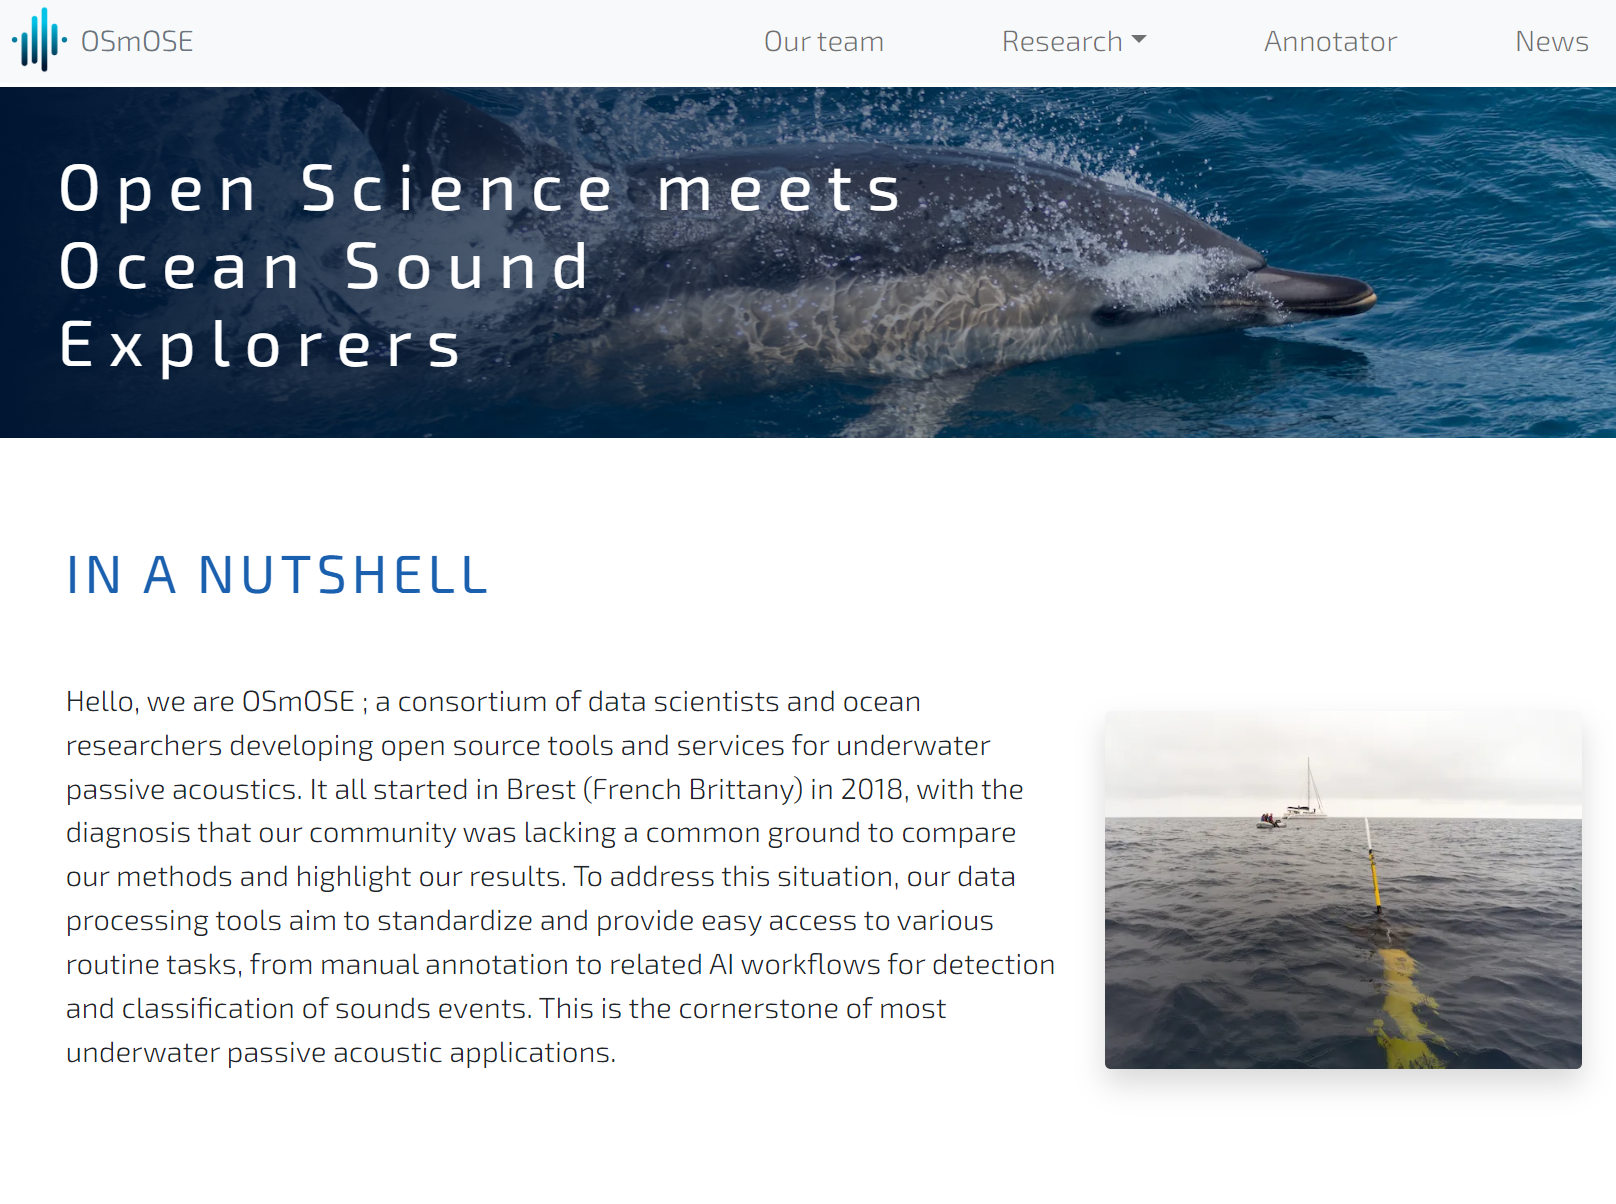 OSmOSE
Our team
Research
Annotator
News
Open Science meets
Ocean Sound
Explorers
IN A NUTSHELL
Hello, we are OSmOSE ; a consortium of data scientists and ocean
researchers developing open source tools and services for underwater
passive acoustics. It all started in Brest (French Brittany) in 2018, with the
diagnosis that our community was lacking a common ground to compare
our methods and highlight our results. To address this situation, our data
processing tools aim to standardize and provide easy access to various
routine tasks, from manual annotation to related AI workflows for detection
and classification of sounds events. This is the cornerstone of most
underwater passive acoustic applications.